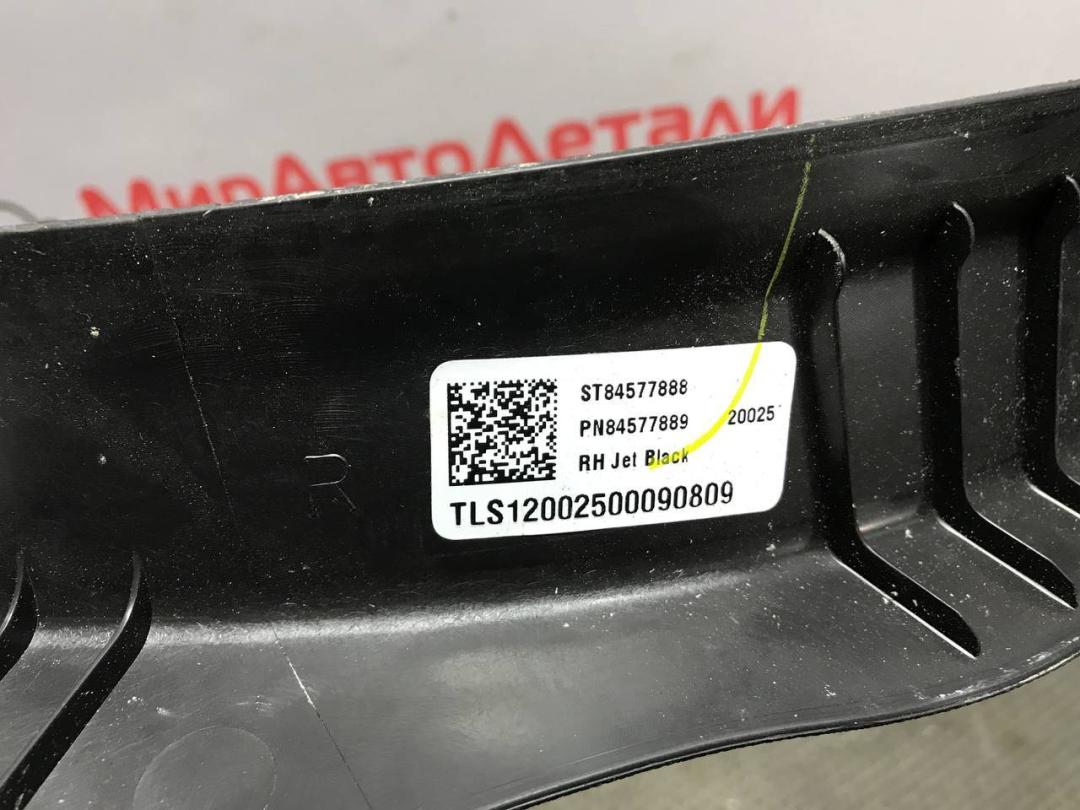 МирАвтоДетали
ST84577888
PN84577889 20025
RH Jet Black
TLS12002500090809
R